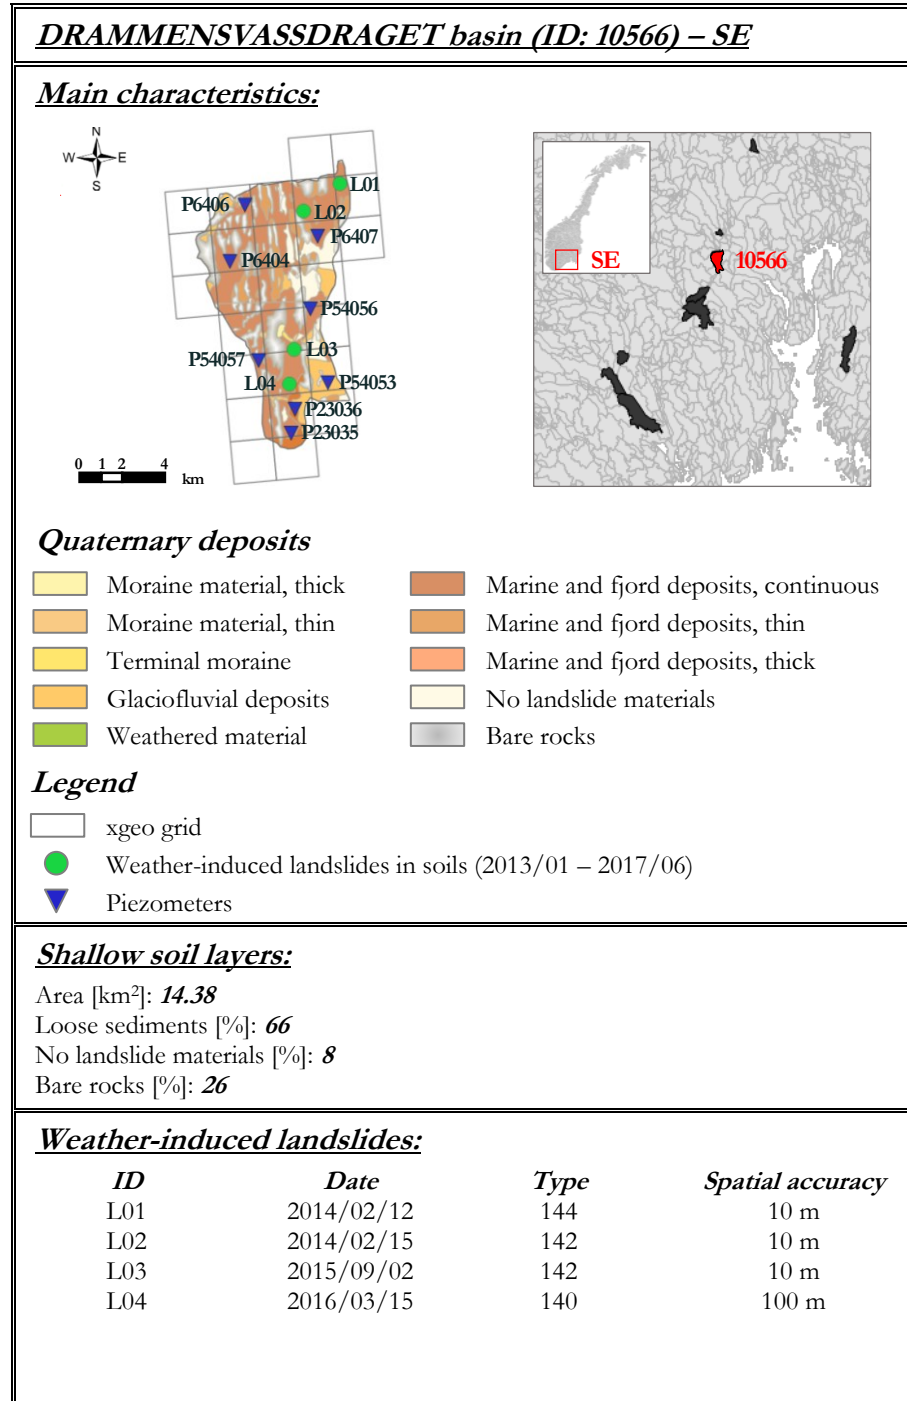 DRAMMENSVASSDRAGET basin (ID: 10566) – SE
Main characteristics:
N
W E
S
L01
P6406
L02
P6407
P6404
P54056
L03
P54057
L04
P54053
P23036
P23035
0 1 2 4
km
SE
10566
Quaternary deposits
Moraine material, thick
Moraine material, thin
Terminal moraine
Glaciofluvial deposits
Weathered material
Marine and fjord deposits, continuous
Marine and fjord deposits, thin
Marine and fjord deposits, thick
No landslide materials
Bare rocks
Legend
xgeo grid
Weather-induced landslides in soils (2013/01 – 2017/06)
Piezometers
Shallow soil layers:
Area [km²]: 14.38
Loose sediments [%]: 66
No landslide materials [%]: 8
Bare rocks [%]: 26
Weather-induced landslides:
ID Date Type Spatial accuracy
L01 2014/02/12 144 10 m
L02 2014/02/15 142 10 m
L03 2015/09/02 142 10 m
L04 2016/03/15 140 100 m